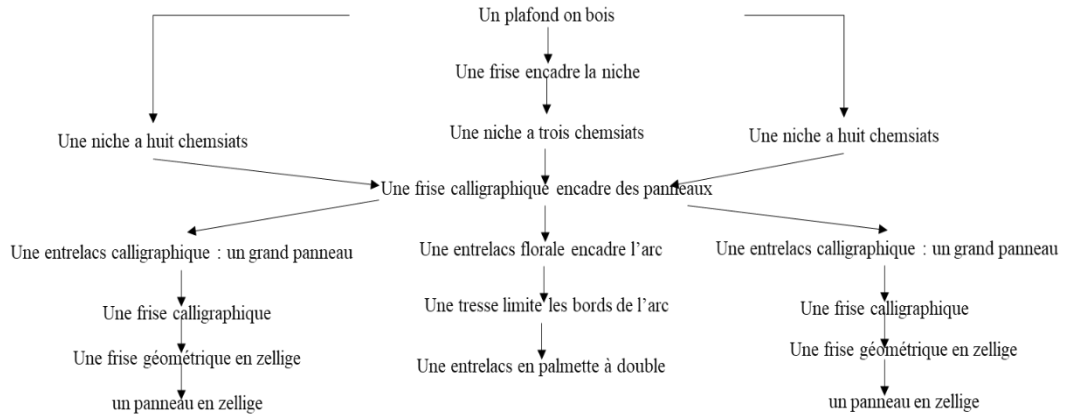 Un plafond on bois
Une frise encadre la niche
Une niche a huit chemsiats
Une niche a trois chemsiats
Une niche a huit chemsiats
Une frise calligraphique encadre des panneaux
Une entrelacs calligraphique : un grand panneau
Une entrelacs florale encadre l’arc
Une entrelacs calligraphique : un grand panneau
Une frise calligraphique
Une tresse limite les bords de l’arc
Une frise calligraphique
Une frise géométrique en zellige
Une entrelacs en palmette à double
Une frise géométrique en zellige
un panneau en zellige
un panneau en zellige